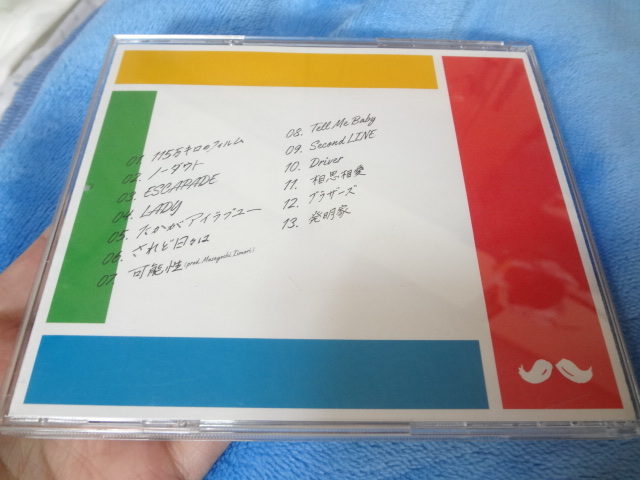 01. 115万キロのフィルム
02. ノーダウト
03. ESCAPADE
04. LADY
05. たかがアイラブユー
06. されど日々は
07. 可能性 (prod. Masayoshi Iimori)
08. Tell Me Baby
09. Second LINE
10. Driver
11. 相思相愛
12. ブラザーズ
13. 発明家